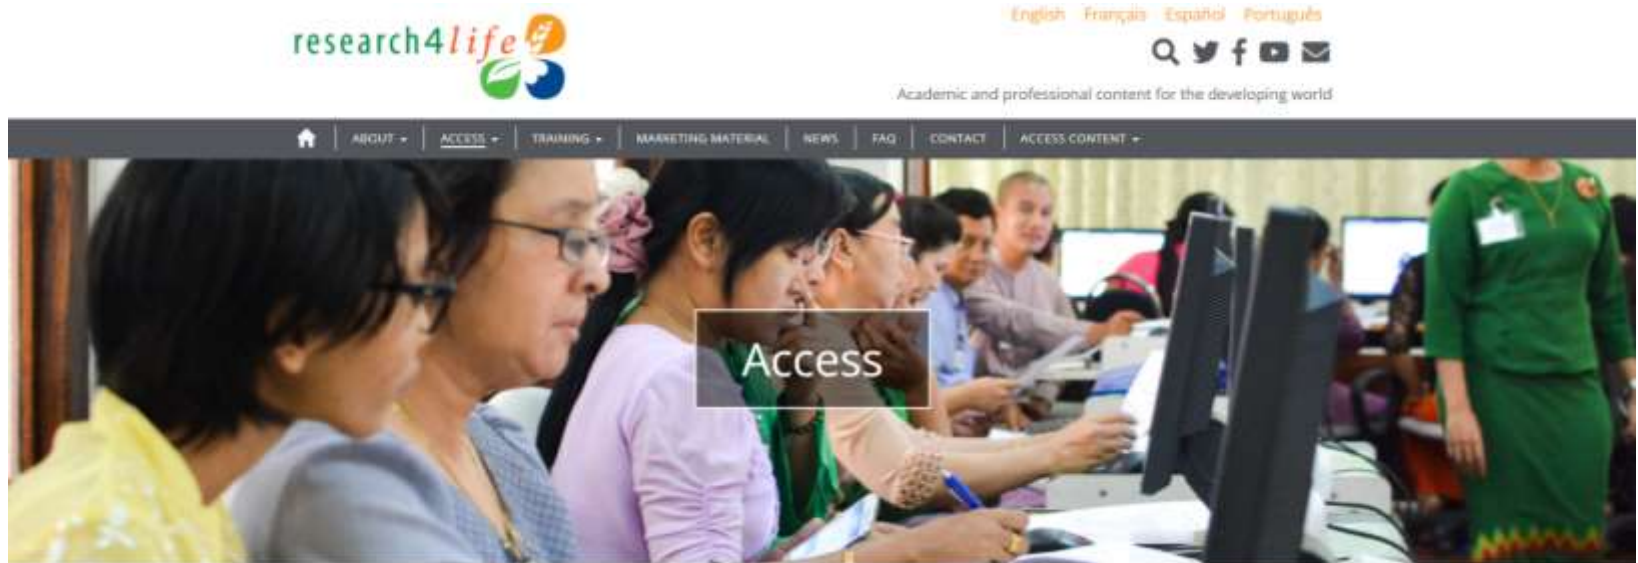 research4life
English Français Español Português
Academic and professional content for the developing world
ABOUT ACCESS TRAINING MARKETING MATERIAL NEWS FAQ CONTACT ACCESS CONTENT
Access